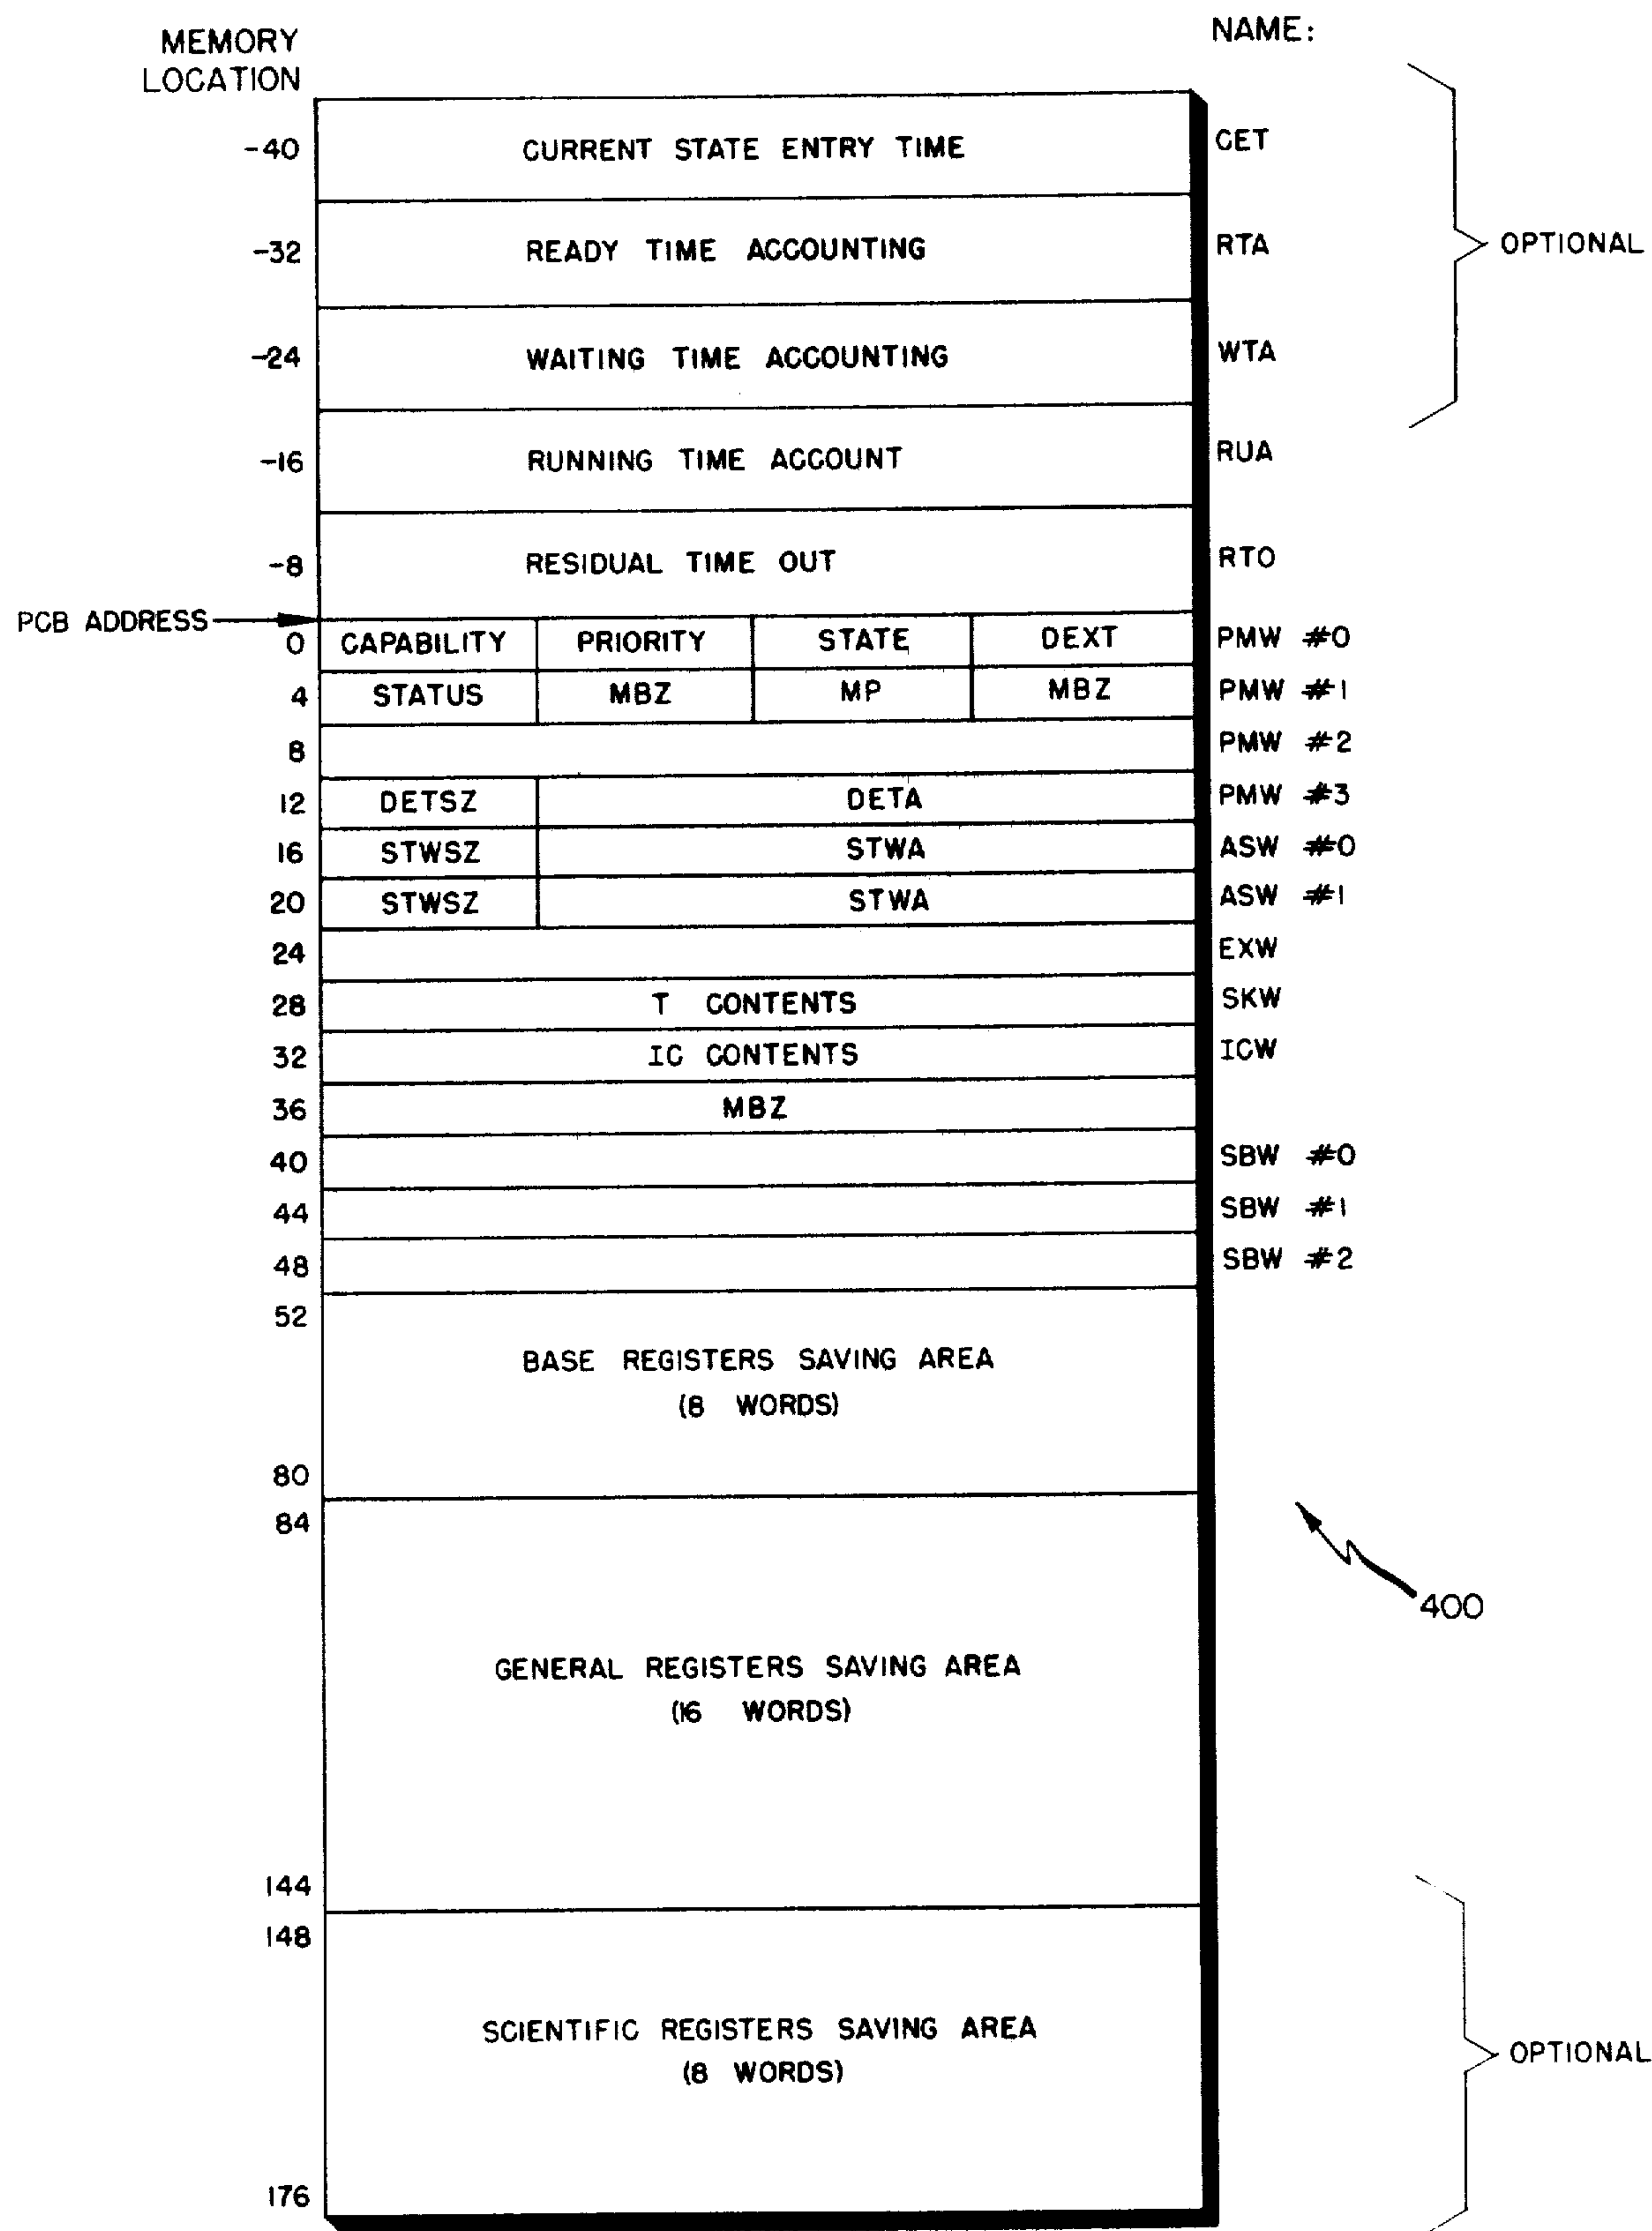 MEMORY LOCATION NAME:
-40 CURRENT STATE ENTRY TIME CET
-32 READY TIME ACCOUNTING RTA OPTIONAL
-24 WAITING TIME ACCOUNTING WTA
-16 RUNNING TIME ACCOUNT RUA
-8 RESIDUAL TIME OUT RTO
PCB ADDRESS
0 CAPABILITY PRIORITY STATE DEXT PMW #0
4 STATUS MBZ MP MBZ PMW #1
8 PMW #2
12 DETSZ DETA PMW #3
16 STWSZ STWA ASW #0
20 STWSZ STWA ASW #1
24 EXW
28 T CONTENTS SKW
32 IC CONTENTS ICW
36 MBZ
40 SBW #0
44 SBW #1
48 SBW #2
52
BASE REGISTERS SAVING AREA
(8 WORDS)
80
84
400
GENERAL REGISTERS SAVING AREA
(16 WORDS)
144
148
SCIENTIFIC REGISTERS SAVING AREA
(8 WORDS)
OPTIONAL
176